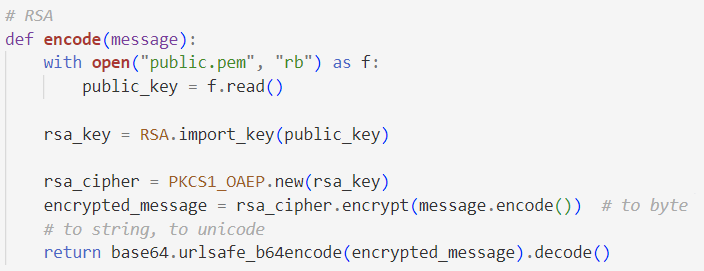 # RSA
def encode(message):
    with open("public.pem", "rb") as f:
        public_key = f.read()
    rsa_key = RSA.import_key(public_key)
    rsa_cipher = PKCS1_OAEP.new(rsa_key)
    encrypted_message = rsa_cipher.encrypt(message.encode())  # to byte
    # to string, to unicode
    return base64.urlsafe_b64encode(encrypted_message).decode()